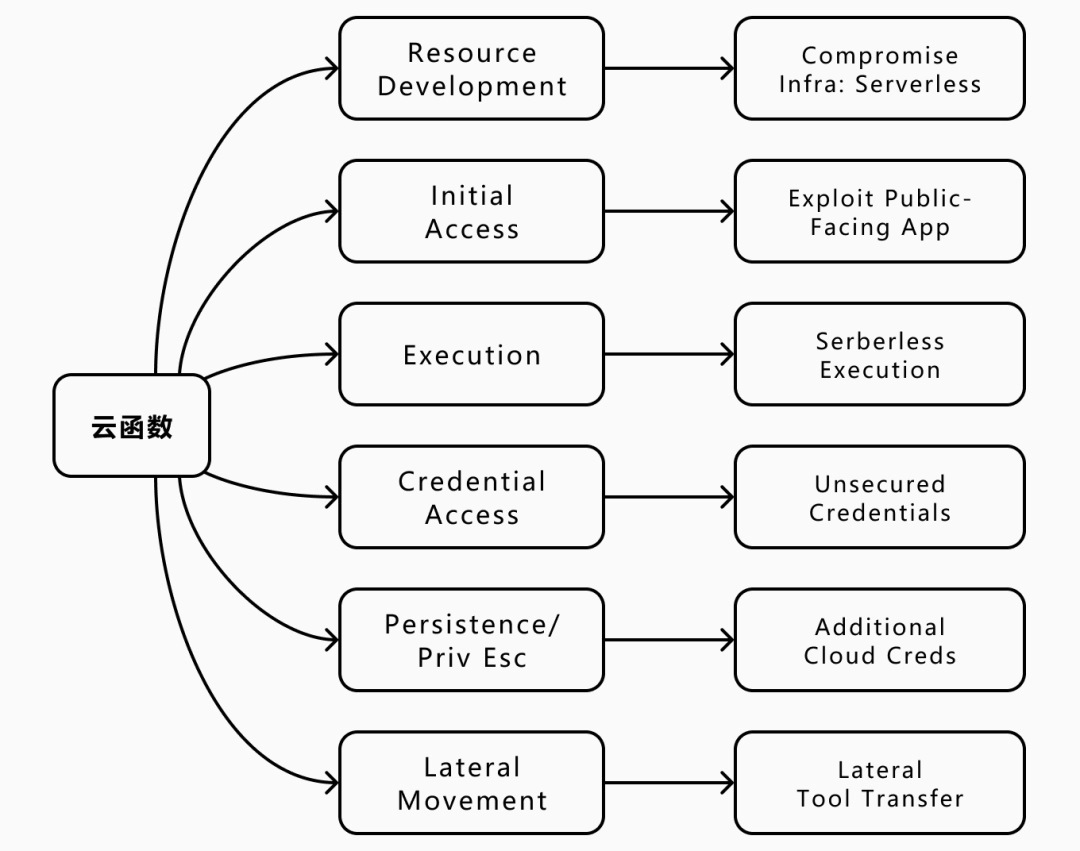 Resource
Development
Compromise
Infra: Serverless
Initial
Access
Exploit Public-
Facing App
Execution
Serberless
Execution
云函数
Credential
Access
Unsecured
Credentials
Persistence/
Priv Esc
Additional
Cloud Creds
Lateral
Movement
Lateral
Tool Transfer